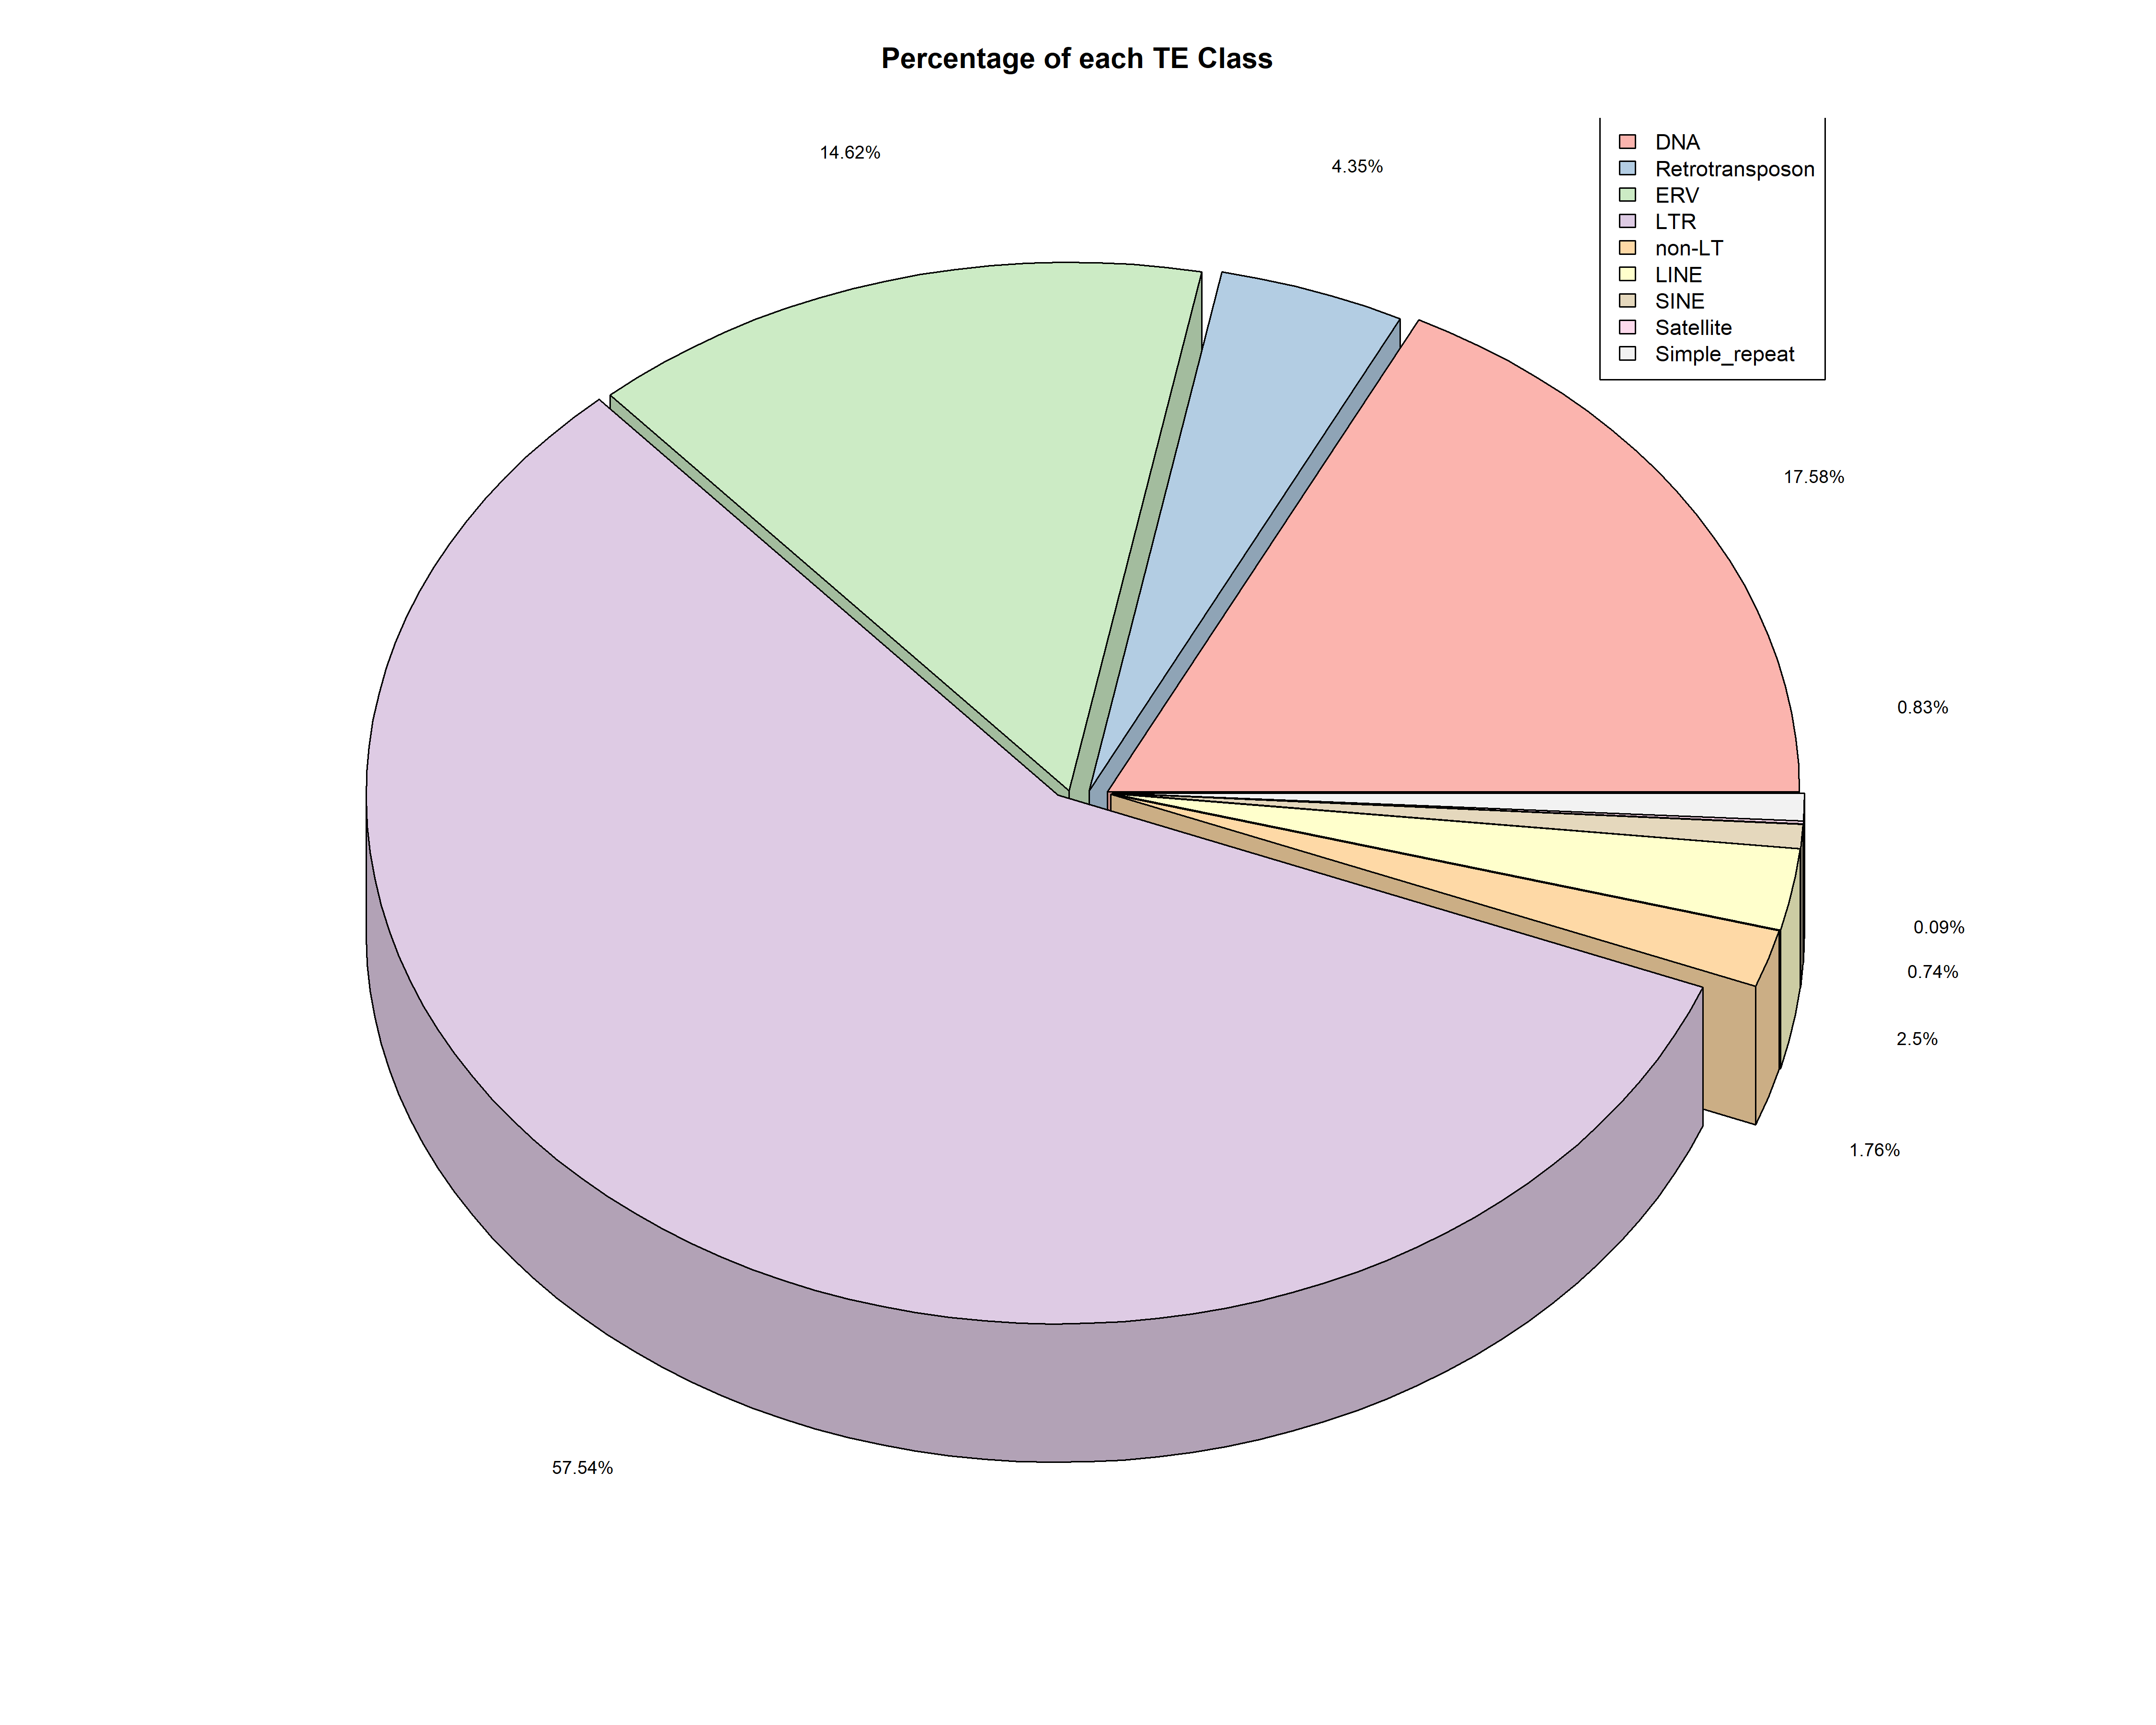 Percentage of each TE Class
14.62%
4.35%
DNA
Retrotransposon
ERV
LTR
non-LT
LINE
SINE
Satellite
Simple_repeat
17.58%
0.83%
0.09%
0.74%
2.5%
1.76%
57.54%